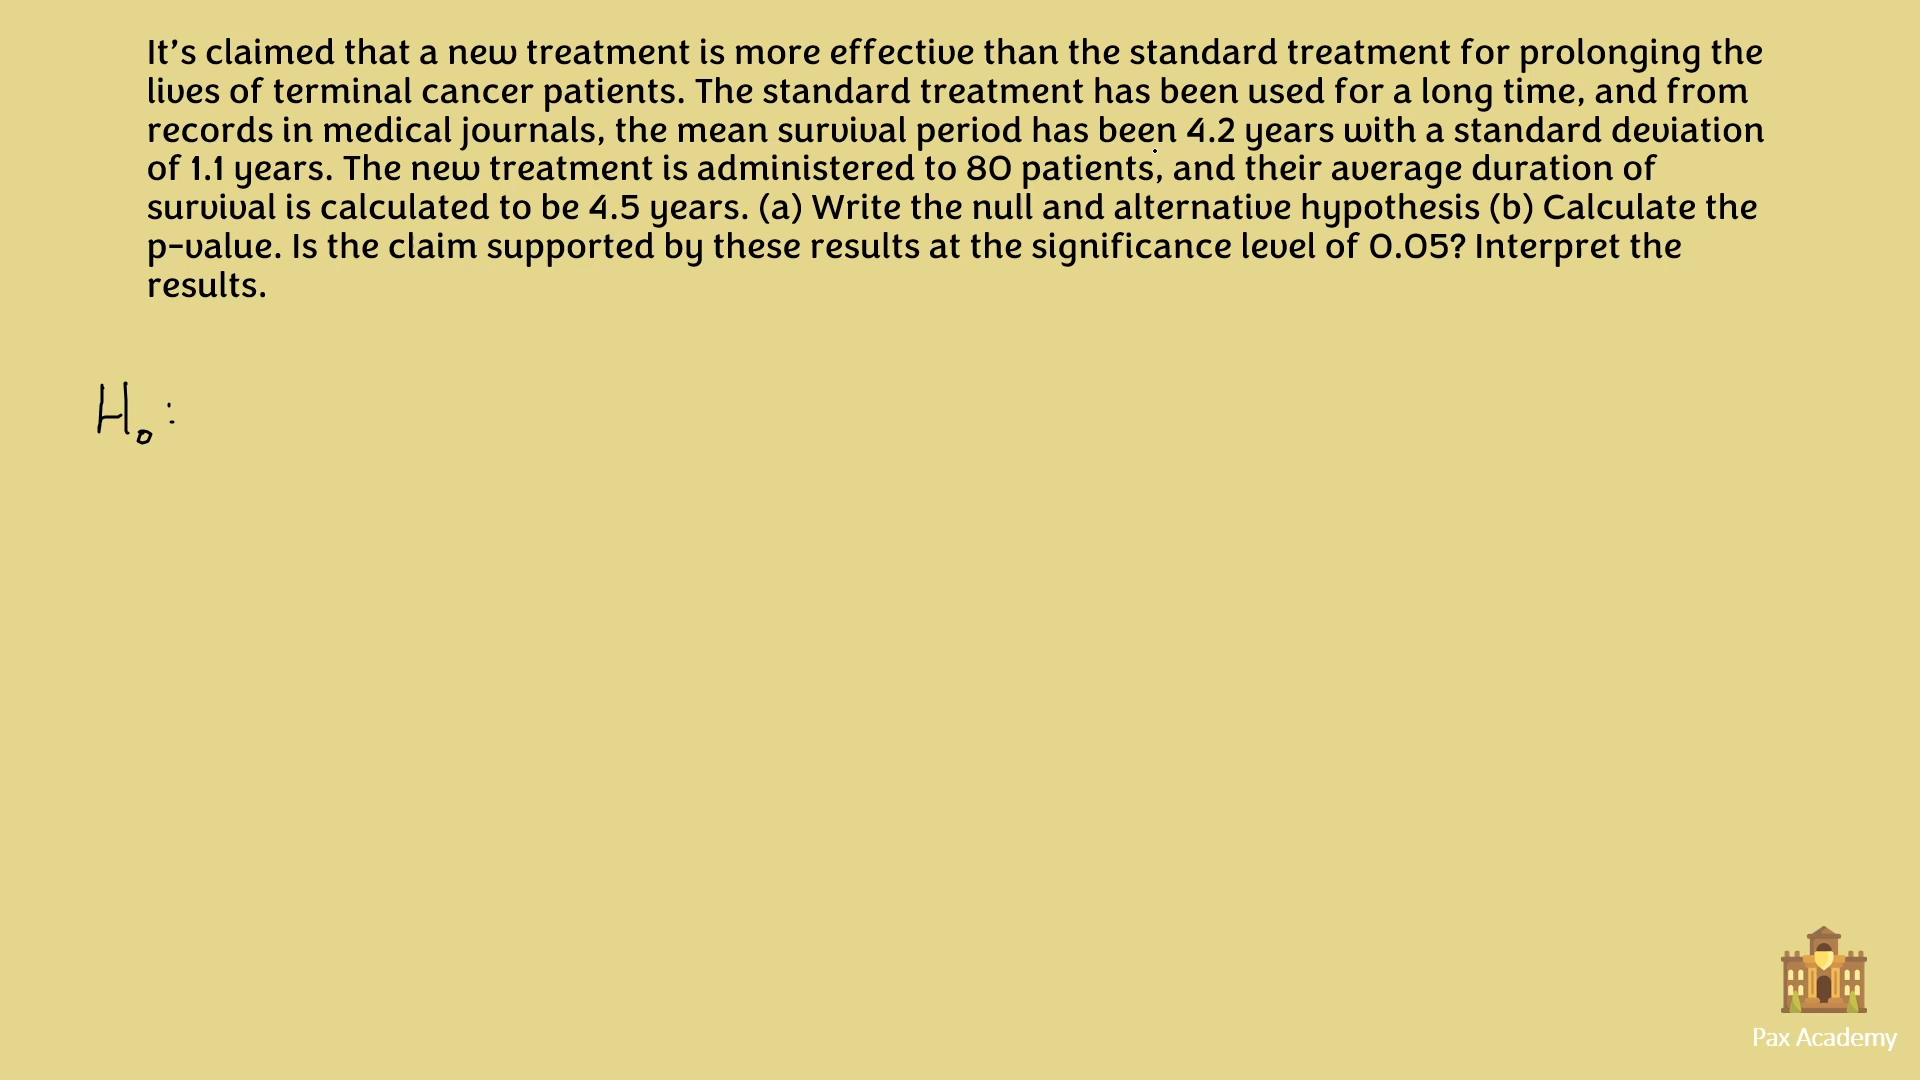 It's claimed that a new treatment is more effective than the standard treatment for prolonging the
lives of terminal cancer patients. The standard treatment has been used for a long time, and from
records in medical journals, the mean survival period has been 4.2 years with a standard deviation
of 1.1 years. The new treatment is administered to 80 patients, and their average duration of
survival is calculated to be 4.5 years. (a) Write the null and alternative hypothesis (b) Calculate the
p-value. Is the claim supported by these results at the significance level of 0.05? Interpret the
results.
H₀:
Pax Academy